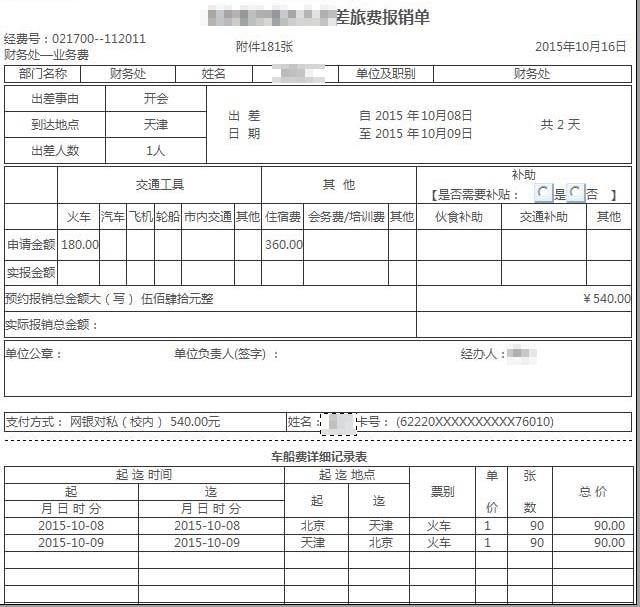 差旅费报销单
经费号：021700--112011
财务处—业务费
附件181张
2015年10月16日
部门名称 财务处 姓名 单位及职别 财务处
出差事由 开会
到达地点 天津
出差人数 1人
出 差 日 期
自 2015 年10月08日
至 2015 年10月09日
共 2 天
交通工具 其 他 补助
【是否需要补贴： 是 否 】
火车 汽车 飞机 轮船 市内交通 其他 住宿费 会务费/培训费 其他 伙食补助 交通补助 其他
申请金额 180.00 360.00
实报金额
预约报销总金额大（写）伍佰肆拾元整 ￥540.00
实际报销总金额：
单位公章： 单位负责人(签字) ： 经办人：
支付方式： 网银对私（校内）540.00元 姓名： 卡号： (62220XXXXXXXXXX76010)
车船费详细记录表
起 迄 时间 起 迄 地点 票别 单价 张数 总 价
起 迄 起 迄
月 日 时 分 月 日 时 分
2015-10-08 2015-10-08 北京 天津 火车 1 90 90.00
2015-10-09 2015-10-09 天津 北京 火车 1 90 90.00